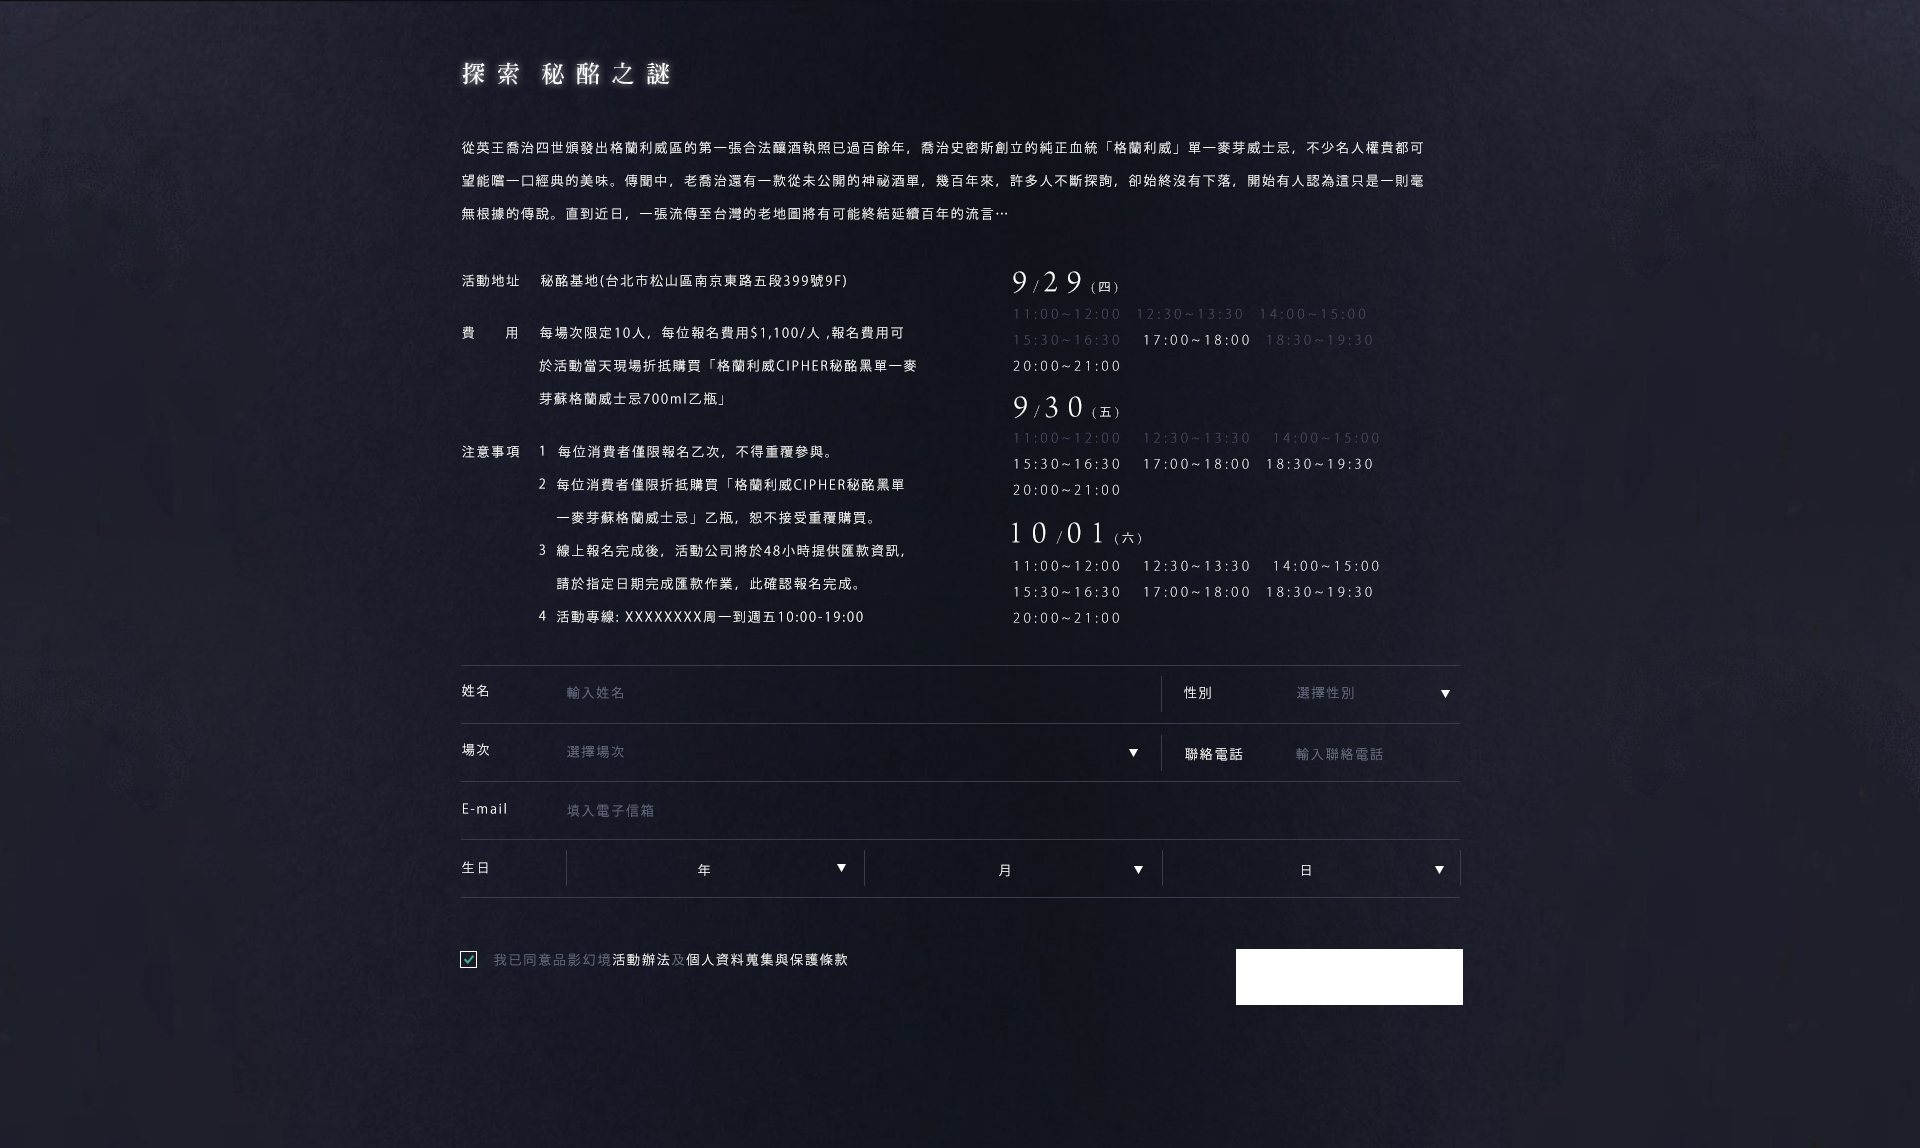 探索 秘酩之謎
從英王喬治四世頒發出格蘭利威區的第一張合法釀酒執照已過百餘年，喬治史密斯創立的純正血統「格蘭利威」單一麥芽威士忌，不少名人權貴都可
望能嚐一口經典的美味。傳聞中，老喬治還有一款從未公開的神祕酒單，幾百年來，許多人不斷探詢，卻始終沒有下落，開始有人認為這只是一則毫
無根據的傳說。直到近日，一張流傳至台灣的老地圖將有可能終結延續百年的流言…
活動地址 秘酩基地(台北市松山區南京東路五段399號9F)
費 用 每場次限定10人，每位報名費用$1,100/人 ,報名費用可
於活動當天現場折抵購買「格蘭利威CIPHER秘酩黑單一麥
芽蘇格蘭威士忌700ml乙瓶」
注意事項 1 每位消費者僅限報名乙次，不得重覆參與。
2 每位消費者僅限折抵購買「格蘭利威CIPHER秘酩黑單
一麥芽蘇格蘭威士忌」乙瓶，恕不接受重覆購買。
3 線上報名完成後，活動公司將於48小時提供匯款資訊，
請於指定日期完成匯款作業，此確認報名完成。
4 活動專線: XXXXXXXX周一到週五10:00-19:00
9/29 (四)
11:00~12:00 12:30~13:30 14:00~15:00
15:30~16:30 17:00~18:00 18:30~19:30
20:00~21:00
9/30 (五)
11:00~12:00 12:30~13:30 14:00~15:00
15:30~16:30 17:00~18:00 18:30~19:30
20:00~21:00
10/01 (六)
11:00~12:00 12:30~13:30 14:00~15:00
15:30~16:30 17:00~18:00 18:30~19:30
20:00~21:00
姓名 輸入姓名 性別 選擇性別 ▼
場次 選擇場次 ▼ 聯絡電話 輸入聯絡電話
E-mail 填入電子信箱
生日 年 ▼ 月 ▼ 日 ▼
我已同意品影幻境活動辦法及個人資料蒐集與保護條款